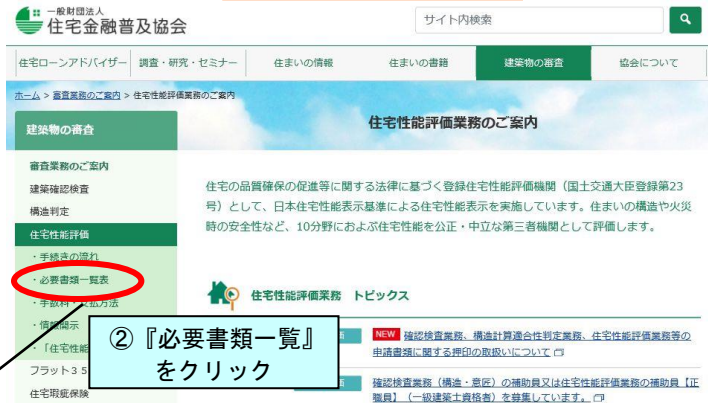 一般財団法人
住宅金融普及協会
サイト内検索
住宅ローンアドバイザー 調査・研究・セミナー 住まいの情報 住まいの書籍 建築物の審査 協会について
ホーム > 審査業務のご案内 > 住宅性能評価業務のご案内
建築物の審査
住宅性能評価業務のご案内
審査業務のご案内
建築確認検査
構造判定
住宅性能評価
・手続きの流れ
・必要書類一覧表
・手数料・支払方法
・情報開示
・「住宅性能
フラット35
住宅瑕疵保険
住宅の品質確保の促進等に関する法律に基づく登録住宅性能評価機関（国土交通大臣登録第23
号）として、日本住宅性能表示基準による住宅性能表示を実施しています。住まいの構造や火災
時の安全性など、10分野におよぶ住宅性能を公正・中立な第三者機関として評価します。
住宅性能評価業務 トピックス
NEW 確認検査業務、構造計算適合性判定業務、住宅性能評価業務等の
申請書類に関する押印の取扱いについて
確認検査業務（構造・意匠）の補助員又は住宅性能評価業務の補助員【正
職員】（一級建築士資格者）を募集しています。
②『必要書類一覧』
をクリック